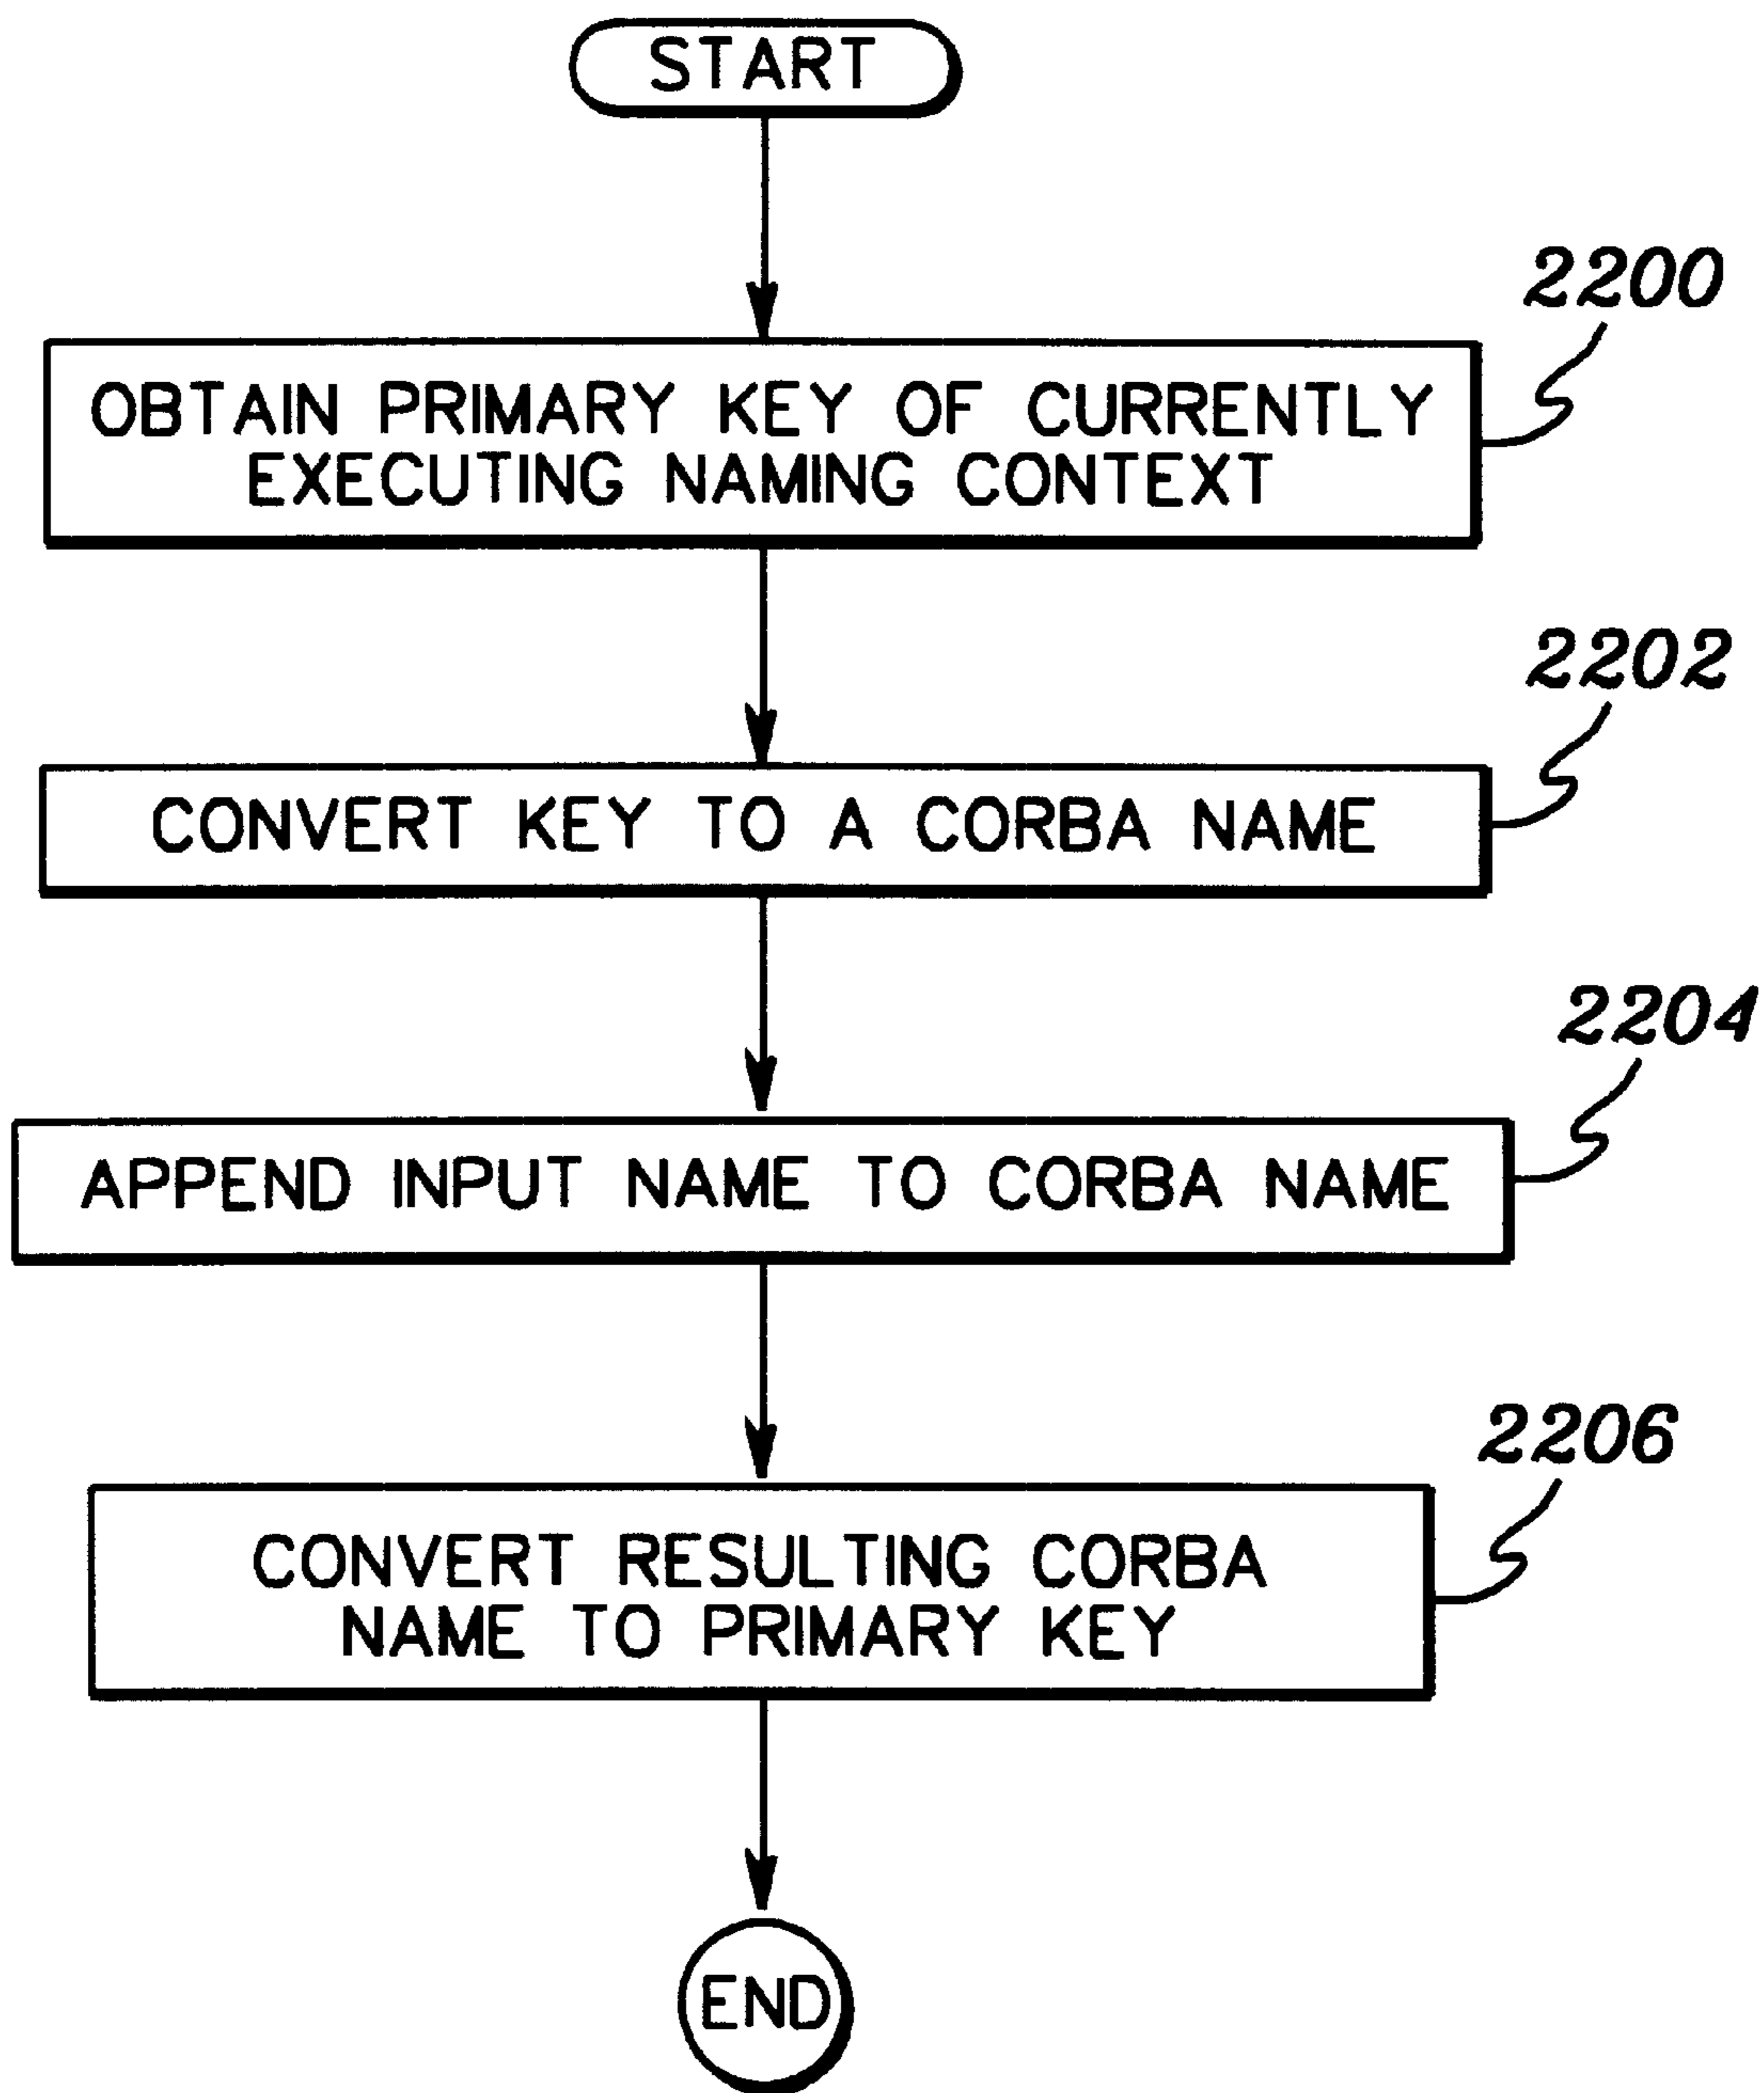 START
2200
OBTAIN PRIMARY KEY OF CURRENTLY
EXECUTING NAMING CONTEXT
2202
CONVERT KEY TO A CORBA NAME
2204
APPEND INPUT NAME TO CORBA NAME
2206
CONVERT RESULTING CORBA
NAME TO PRIMARY KEY
END